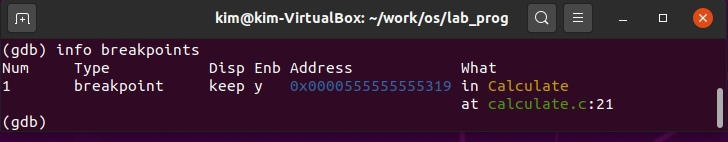 kim@kim-VirtualBox: ~/work/os/lab_prog
(gdb) info breakpoints
Num     Type           Disp Enb Address            What
1       breakpoint     keep y   0x0000555555555319 in Calculate
                                                   at calculate.c:21
(gdb)